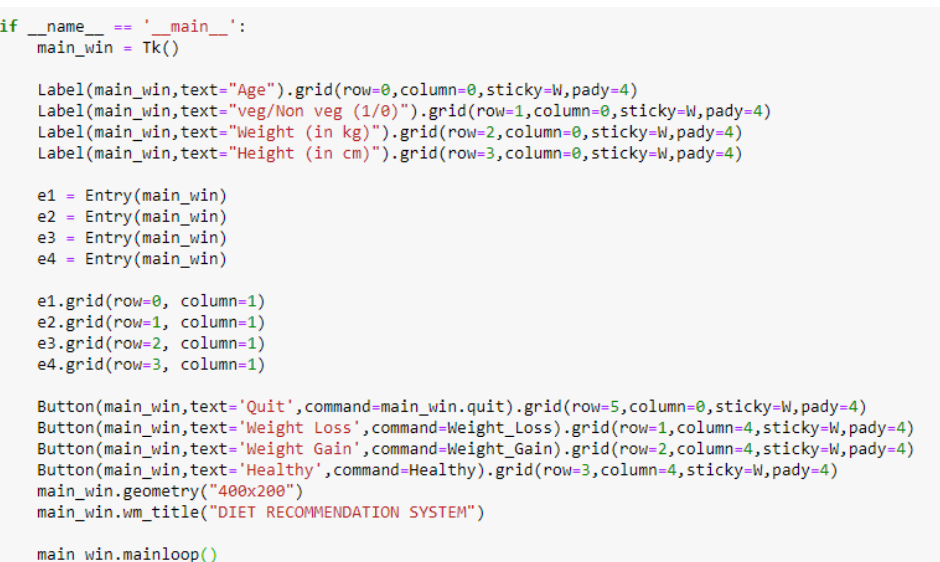 if __name__ == '__main__':
    main_win = Tk()

    Label(main_win,text="Age").grid(row=0,column=0,sticky=W,pady=4)
    Label(main_win,text="veg/Non veg (1/0)").grid(row=1,column=0,sticky=W,pady=4)
    Label(main_win,text="Weight (in kg)").grid(row=2,column=0,sticky=W,pady=4)
    Label(main_win,text="Height (in cm)").grid(row=3,column=0,sticky=W,pady=4)

    e1 = Entry(main_win)
    e2 = Entry(main_win)
    e3 = Entry(main_win)
    e4 = Entry(main_win)

    e1.grid(row=0, column=1)
    e2.grid(row=1, column=1)
    e3.grid(row=2, column=1)
    e4.grid(row=3, column=1)

    Button(main_win,text='Quit',command=main_win.quit).grid(row=5,column=0,sticky=W,pady=4)
    Button(main_win,text='Weight Loss',command=Weight_Loss).grid(row=1,column=4,sticky=W,pady=4)
    Button(main_win,text='Weight Gain',command=Weight_Gain).grid(row=2,column=4,sticky=W,pady=4)
    Button(main_win,text='Healthy',command=Healthy).grid(row=3,column=4,sticky=W,pady=4)
    main_win.geometry("400x200")
    main_win.wm_title("DIET RECOMMENDATION SYSTEM")

    main_win.mainloop()